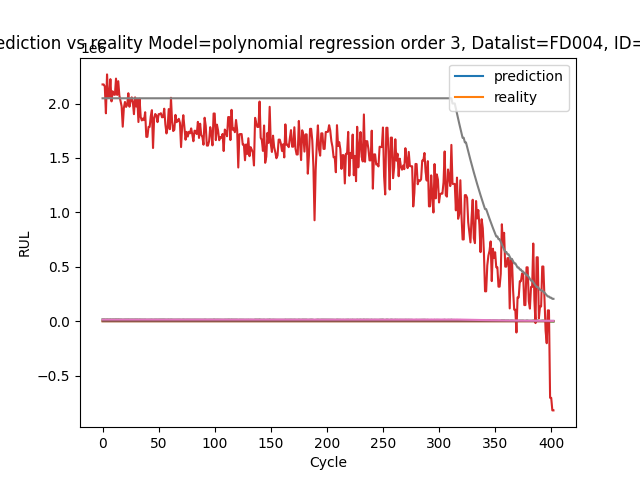 ediction vs reality Model=polynomial regression order 3, Datalist=FD004, ID=
1e6
prediction
reality
2.0
1.5
1.0
0.5
0.0
−0.5
RUL
0 50 100 150 200 250 300 350 400
Cycle